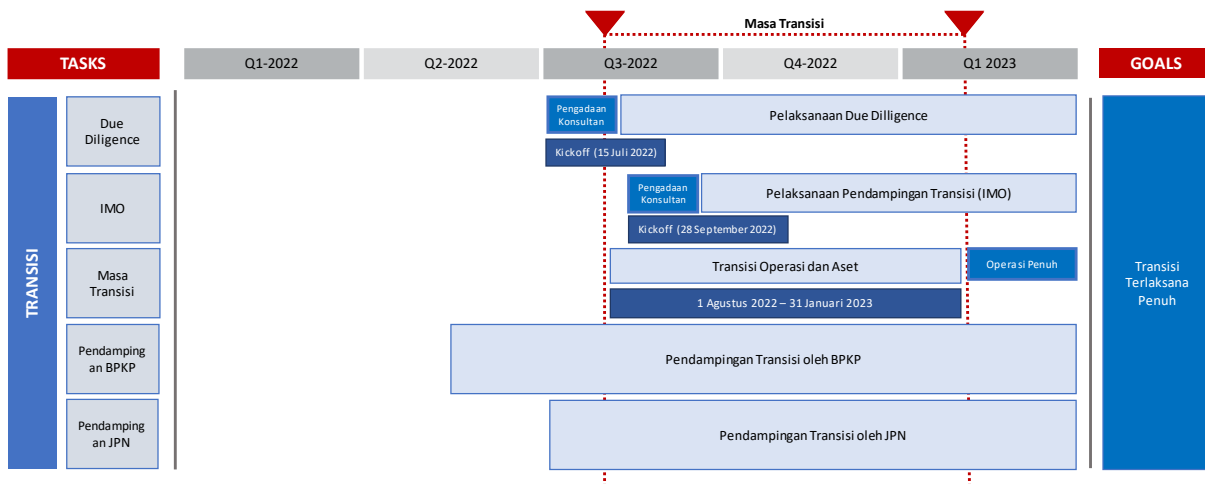 Masa Transisi
TASKS
Q1-2022
Q2-2022
Q3-2022
Q4-2022
Q1 2023
GOALS
TRANSISI
Due
Diligence
Pengadaan
Konsultan
Pelaksanaan Due Dilligence
Kickoff (15 Juli 2022)
IMO
Pengadaan
Konsultan
Pelaksanaan Pendampingan Transisi (IMO)
Kickoff (28 September 2022)
Masa
Transisi
Transisi Operasi dan Aset
Operasi Penuh
1 Agustus 2022 – 31 Januari 2023
Pendamping
an BPKP
Pendampingan Transisi oleh BPKP
Pendamping
an JPN
Pendampingan Transisi oleh JPN
Transisi
Terlaksana
Penuh